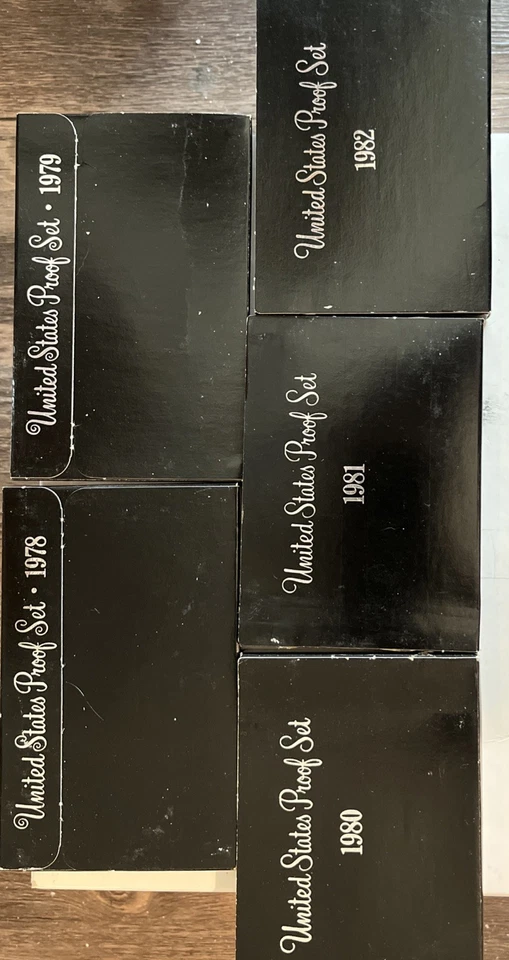 United States Proof Set • 1979
United States Proof Set • 1978
United States Proof Set
1982
United States Proof Set
1981
United States Proof Set
1980